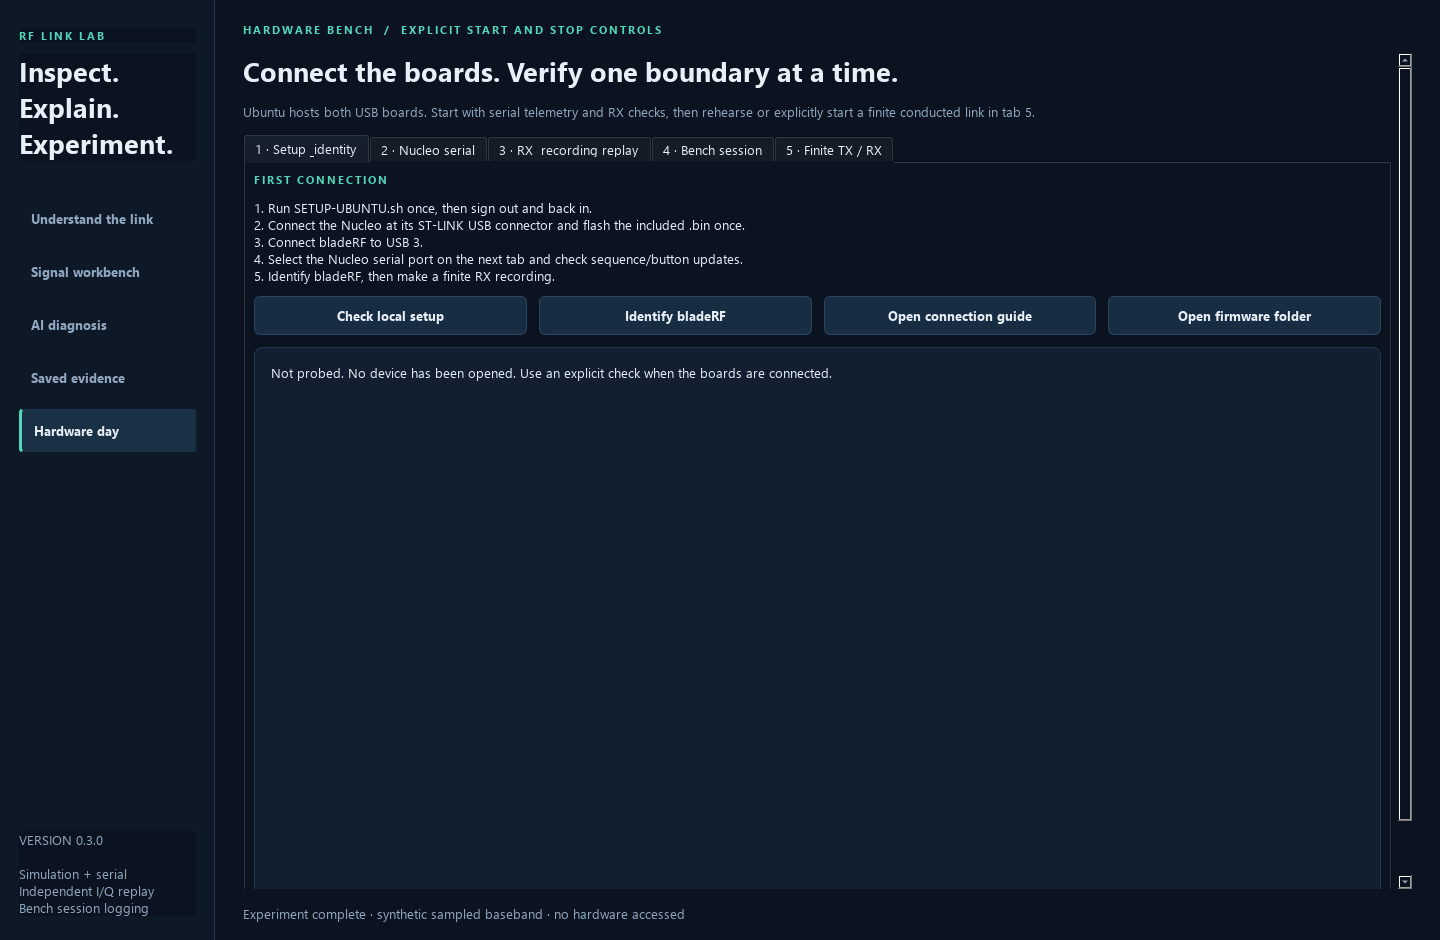 RF LINK LAB
Inspect.
Explain.
Experiment.
Understand the link
Signal workbench
AI diagnosis
Saved evidence
Hardware day
VERSION 0.3.0
Simulation + serial
Independent I/Q replay
Bench session logging
HARDWARE BENCH / EXPLICIT START AND STOP CONTROLS
Connect the boards. Verify one boundary at a time.
Ubuntu hosts both USB boards. Start with serial telemetry and RX checks, then rehearse or explicitly start a finite conducted link in tab 5.
1 · Setup _identity
2 · Nucleo serial
3 · RX recording replay
4 · Bench session
5 · Finite TX / RX
FIRST CONNECTION
1. Run SETUP-UBUNTU.sh once, then sign out and back in.
2. Connect the Nucleo at its ST-LINK USB connector and flash the included .bin once.
3. Connect bladeRF to USB 3.
4. Select the Nucleo serial port on the next tab and check sequence/button updates.
5. Identify bladeRF, then make a finite RX recording.
Check local setup
Identify bladeRF
Open connection guide
Open firmware folder
Not probed. No device has been opened. Use an explicit check when the boards are connected.
Experiment complete · synthetic sampled baseband · no hardware accessed